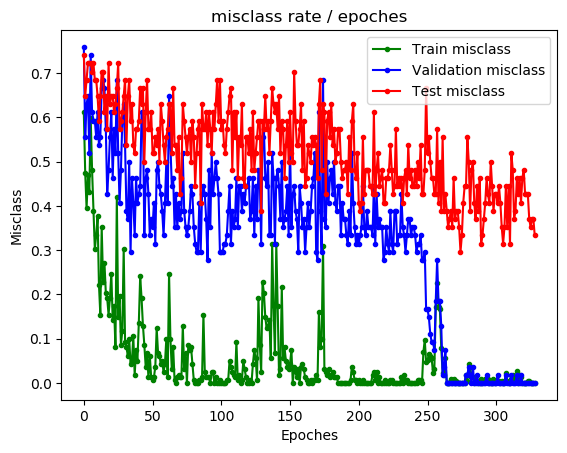 misclass rate / epoches
Train misclass
Validation misclass
Test misclass
Misclass
0.7
0.6
0.5
0.4
0.3
0.2
0.1
0.0
0 50 100 150 200 250 300
Epoches